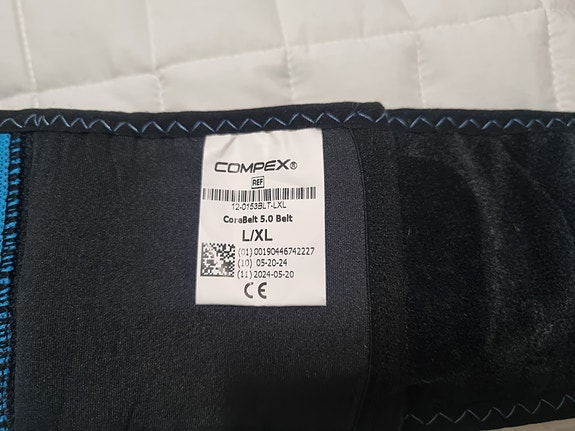 COMPEX®
REF
12-0153BLT-LXL
CoreBelt 5.0 Belt
L/XL
(01) 00190446742227
(10) 05-20-24
(11) 2024-05-20
CE